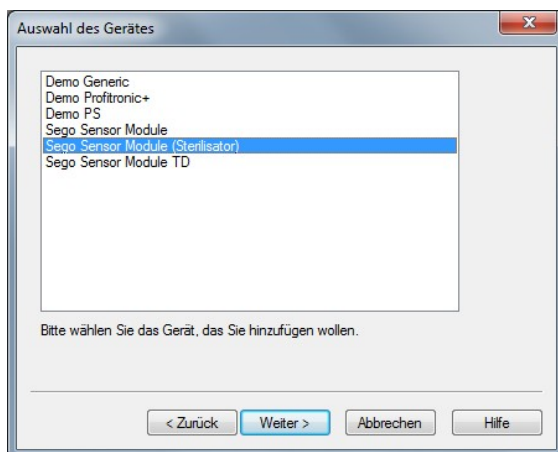 Auswahl des Gerätes
Demo Generic
Demo Profitronic+
Demo PS
Sego Sensor Module
Sego Sensor Module (Sterilisator)
Sego Sensor Module TD
Bitte wählen Sie das Gerät, das Sie hinzufügen wollen.
< Zurück Weiter > Abbrechen Hilfe